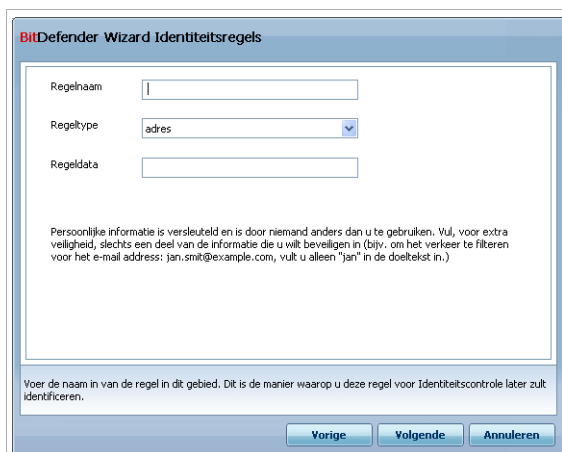 BitDefender Wizard Identiteitsregels
Regelnaam
Regeltype
adres
Regeldata
Persoonlijke informatie is versleuteld en is door niemand anders dan u te gebruiken. Vul, voor extra
veiligheid, slechts een deel van de informatie die u wilt beveiligen in (bijv. om het verkeer te filteren
voor het e-mail address: jan.smit@example.com, vult u alleen "jan" in de doeltekst in.)
Voer de naam in van de regel in dit gebied. Dit is de manier waarop u deze regel voor Identiteitscontrole later zult
identificeren.
Vorige
Volgende
Annuleren